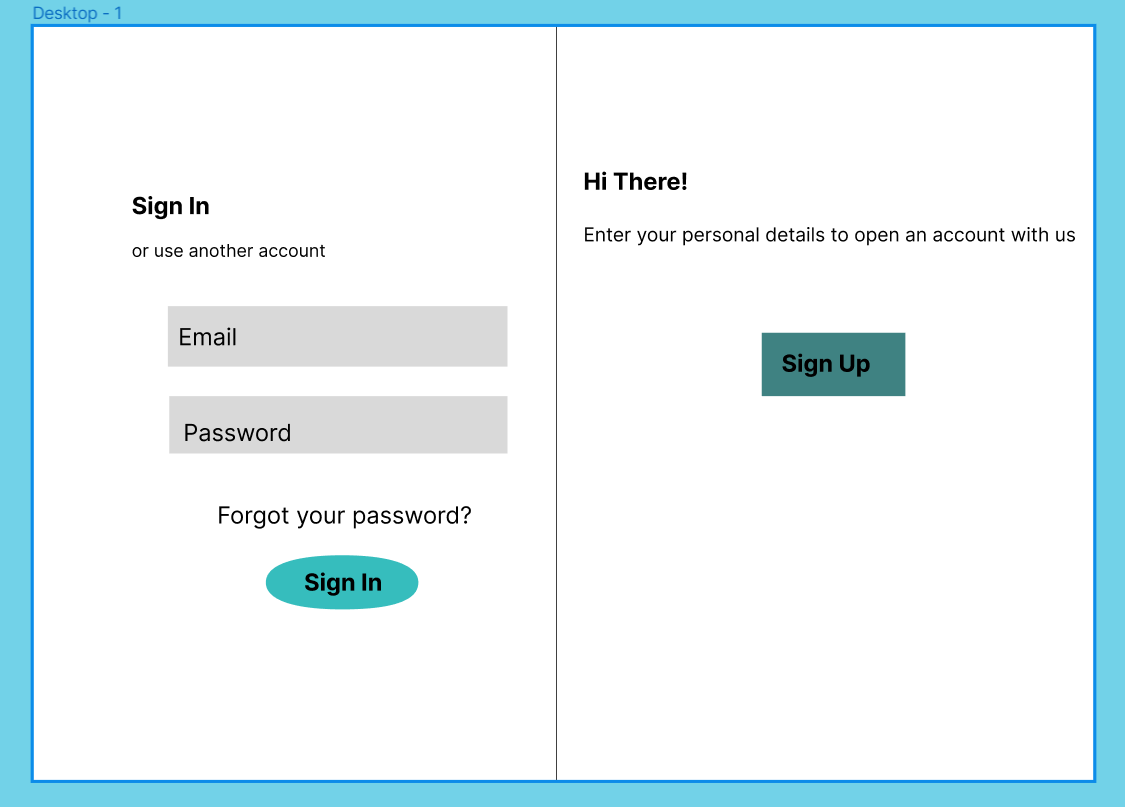 Desktop - 1
Sign In
or use another account
Email
Password
Forgot your password?
Sign In
Hi There!
Enter your personal details to open an account with us
Sign Up